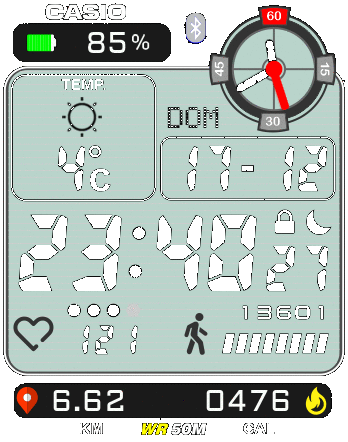 CASIO
85%
60
45 15
30
TEMP.
DOM
4°C
17-12
23:40 27
13601
121
6.62 0476
KM WR 50M CAL